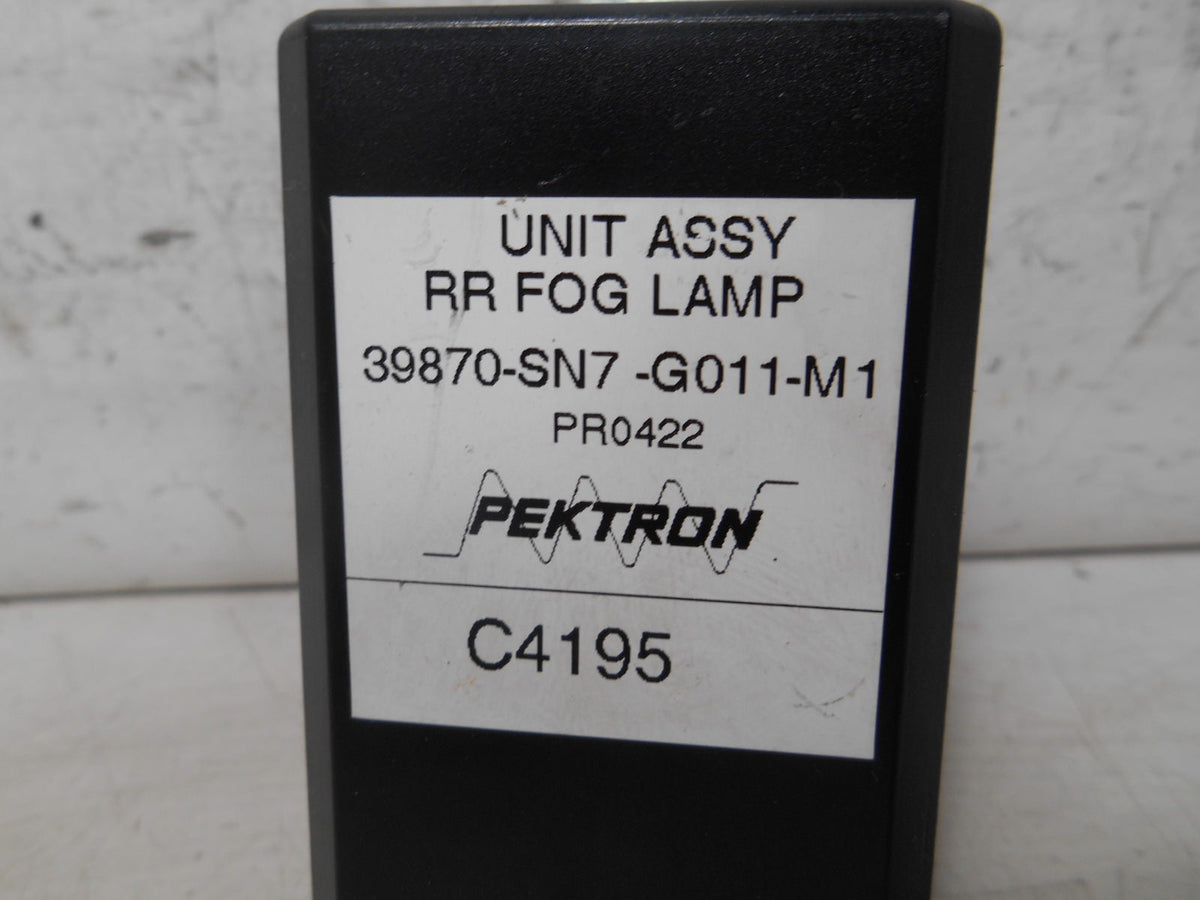 UNIT ASSY
RR FOG LAMP
39870-SN7 -G011-M1
PR0422
PEKTRON
C4195